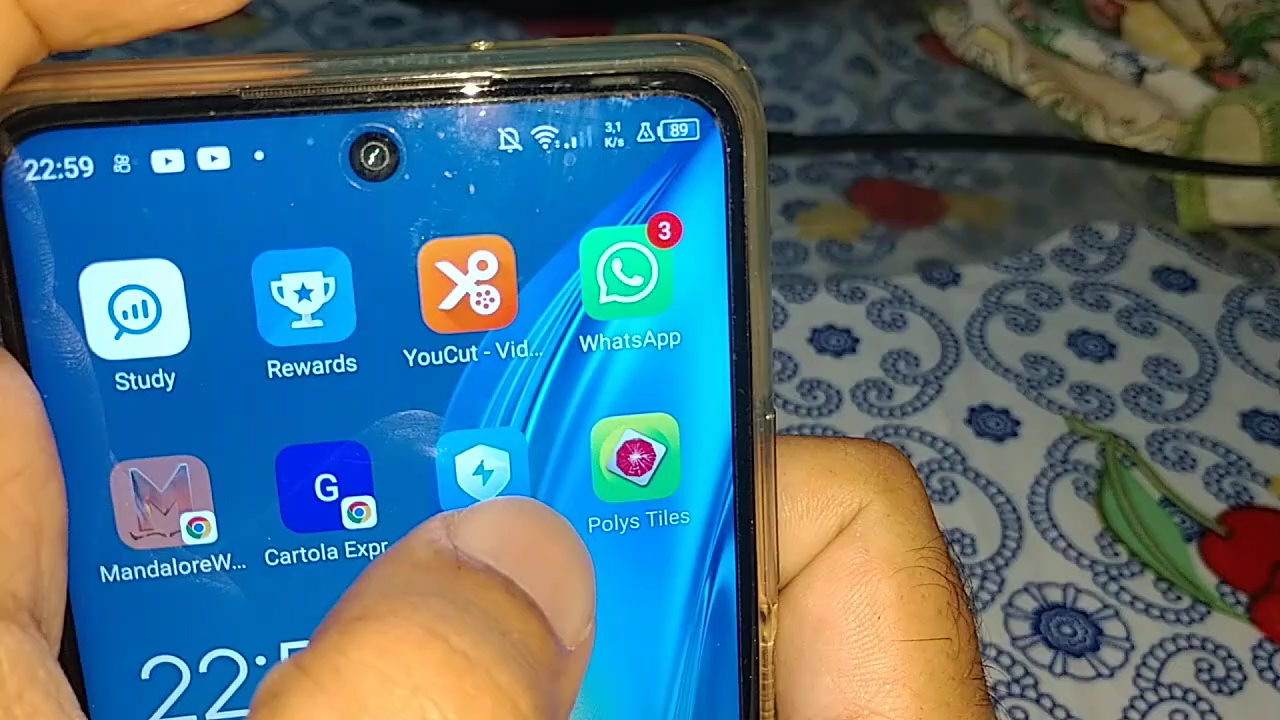 22:59 3,1 K/s 89
3
Study Rewards YouCut - Vid... WhatsApp
G
MandaloreW... Cartola Expr Polys Tiles
22:5